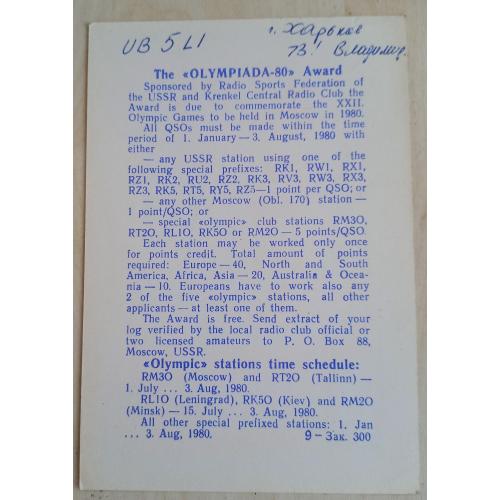 UB 5 L1
г. Харьков
73! Владимир.
The «OLYMPIADA-80» Award
Sponsored by Radio Sports Federation of
the USSR and Krenkel Central Radio Club the
Award is due to commemorate the XXII.
Olympic Games to be held in Moscow in 1980.
All QSOs must be made within the time
period of 1. January — 3. August, 1980 with
either
— any USSR station using one of the
following special prefixes: RK1, RW1, RX1,
RZ1, RK2, RU2, RZ2, RK3, RV3, RW3, RX3,
RZ3, RK5, RT5, RY5, RZ5—1 point per QSO; or
— any other Moscow (Obl. 170) station —
1 point/QSO; or
— special «olympic» club stations RM3O,
RT2O, RL1O, RK5O or RM2O — 5 points/QSO.
Each station may be worked only once
for points credit. Total amount of points
required: Europe — 40, North and South
America, Africa, Asia — 20, Australia & Ocea-
nia — 10. Europeans have to work also any
2 of the five «olympic» stations, all other
applicants — at least one of them.
The Award is free. Send extract of your
log verified by the local radio club official or
two licensed amateurs to P. O. Box 88,
Moscow, USSR.
«Olympic» stations time schedule:
RM3O (Moscow) and RT2O (Tallinn) —
1. July ... 3. Aug, 1980.
RL1O (Leningrad), RK5O (Kiev) and RM2O
(Minsk) — 15. July ... 3. Aug, 1980.
All other special prefixed stations: 1. Jan
... 3. Aug, 1980. 9 – Зак. 300